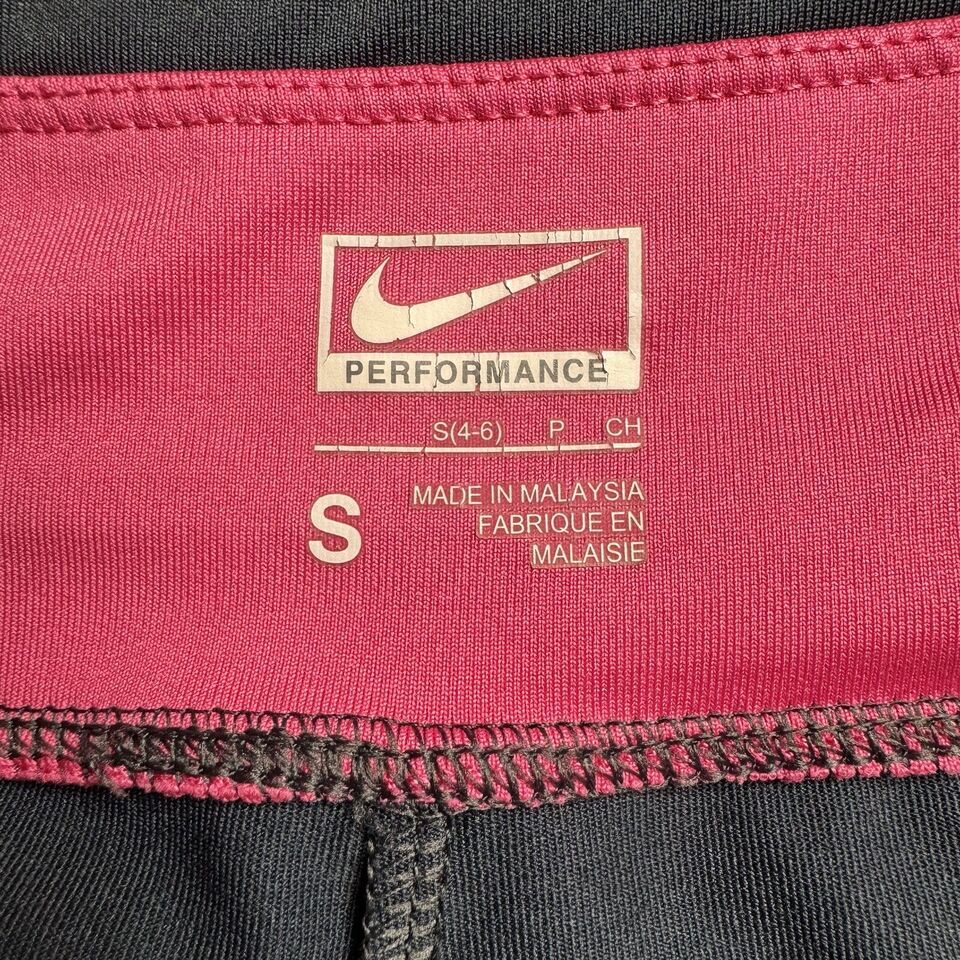 PERFORMANCE
S(4-6) P CH
S
MADE IN MALAYSIA
FABRIQUE EN
MALAISIE